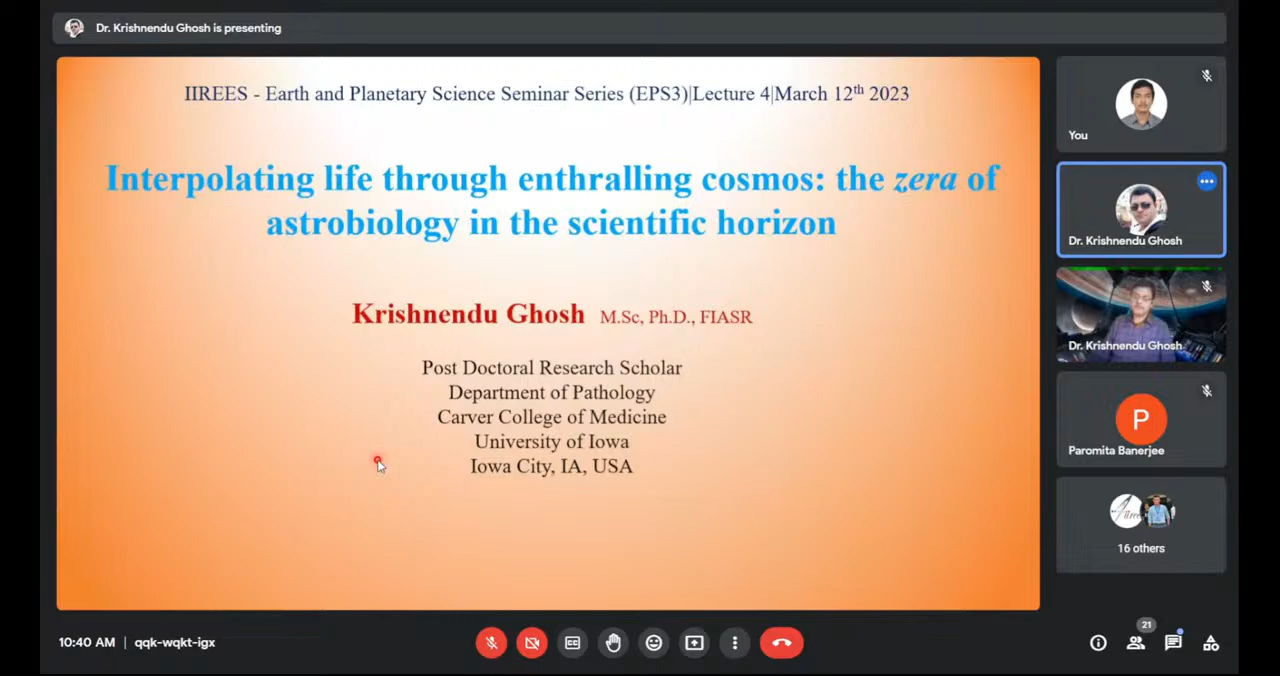 Dr. Krishnendu Ghosh is presenting
IIREES - Earth and Planetary Science Seminar Series (EPS3)|Lecture 4|March 12th 2023
Interpolating life through enthralling cosmos: the zera of
astrobiology in the scientific horizon
Krishnendu Ghosh M.Sc, Ph.D., FIASR
Post Doctoral Research Scholar
Department of Pathology
Carver College of Medicine
University of Iowa
Iowa City, IA, USA
You
Dr. Krishnendu Ghosh
Dr. Krishnendu Ghosh
P
Paromita Banerjee
16 others
10:40 AM | qqk-wqkt-igx
CC
21